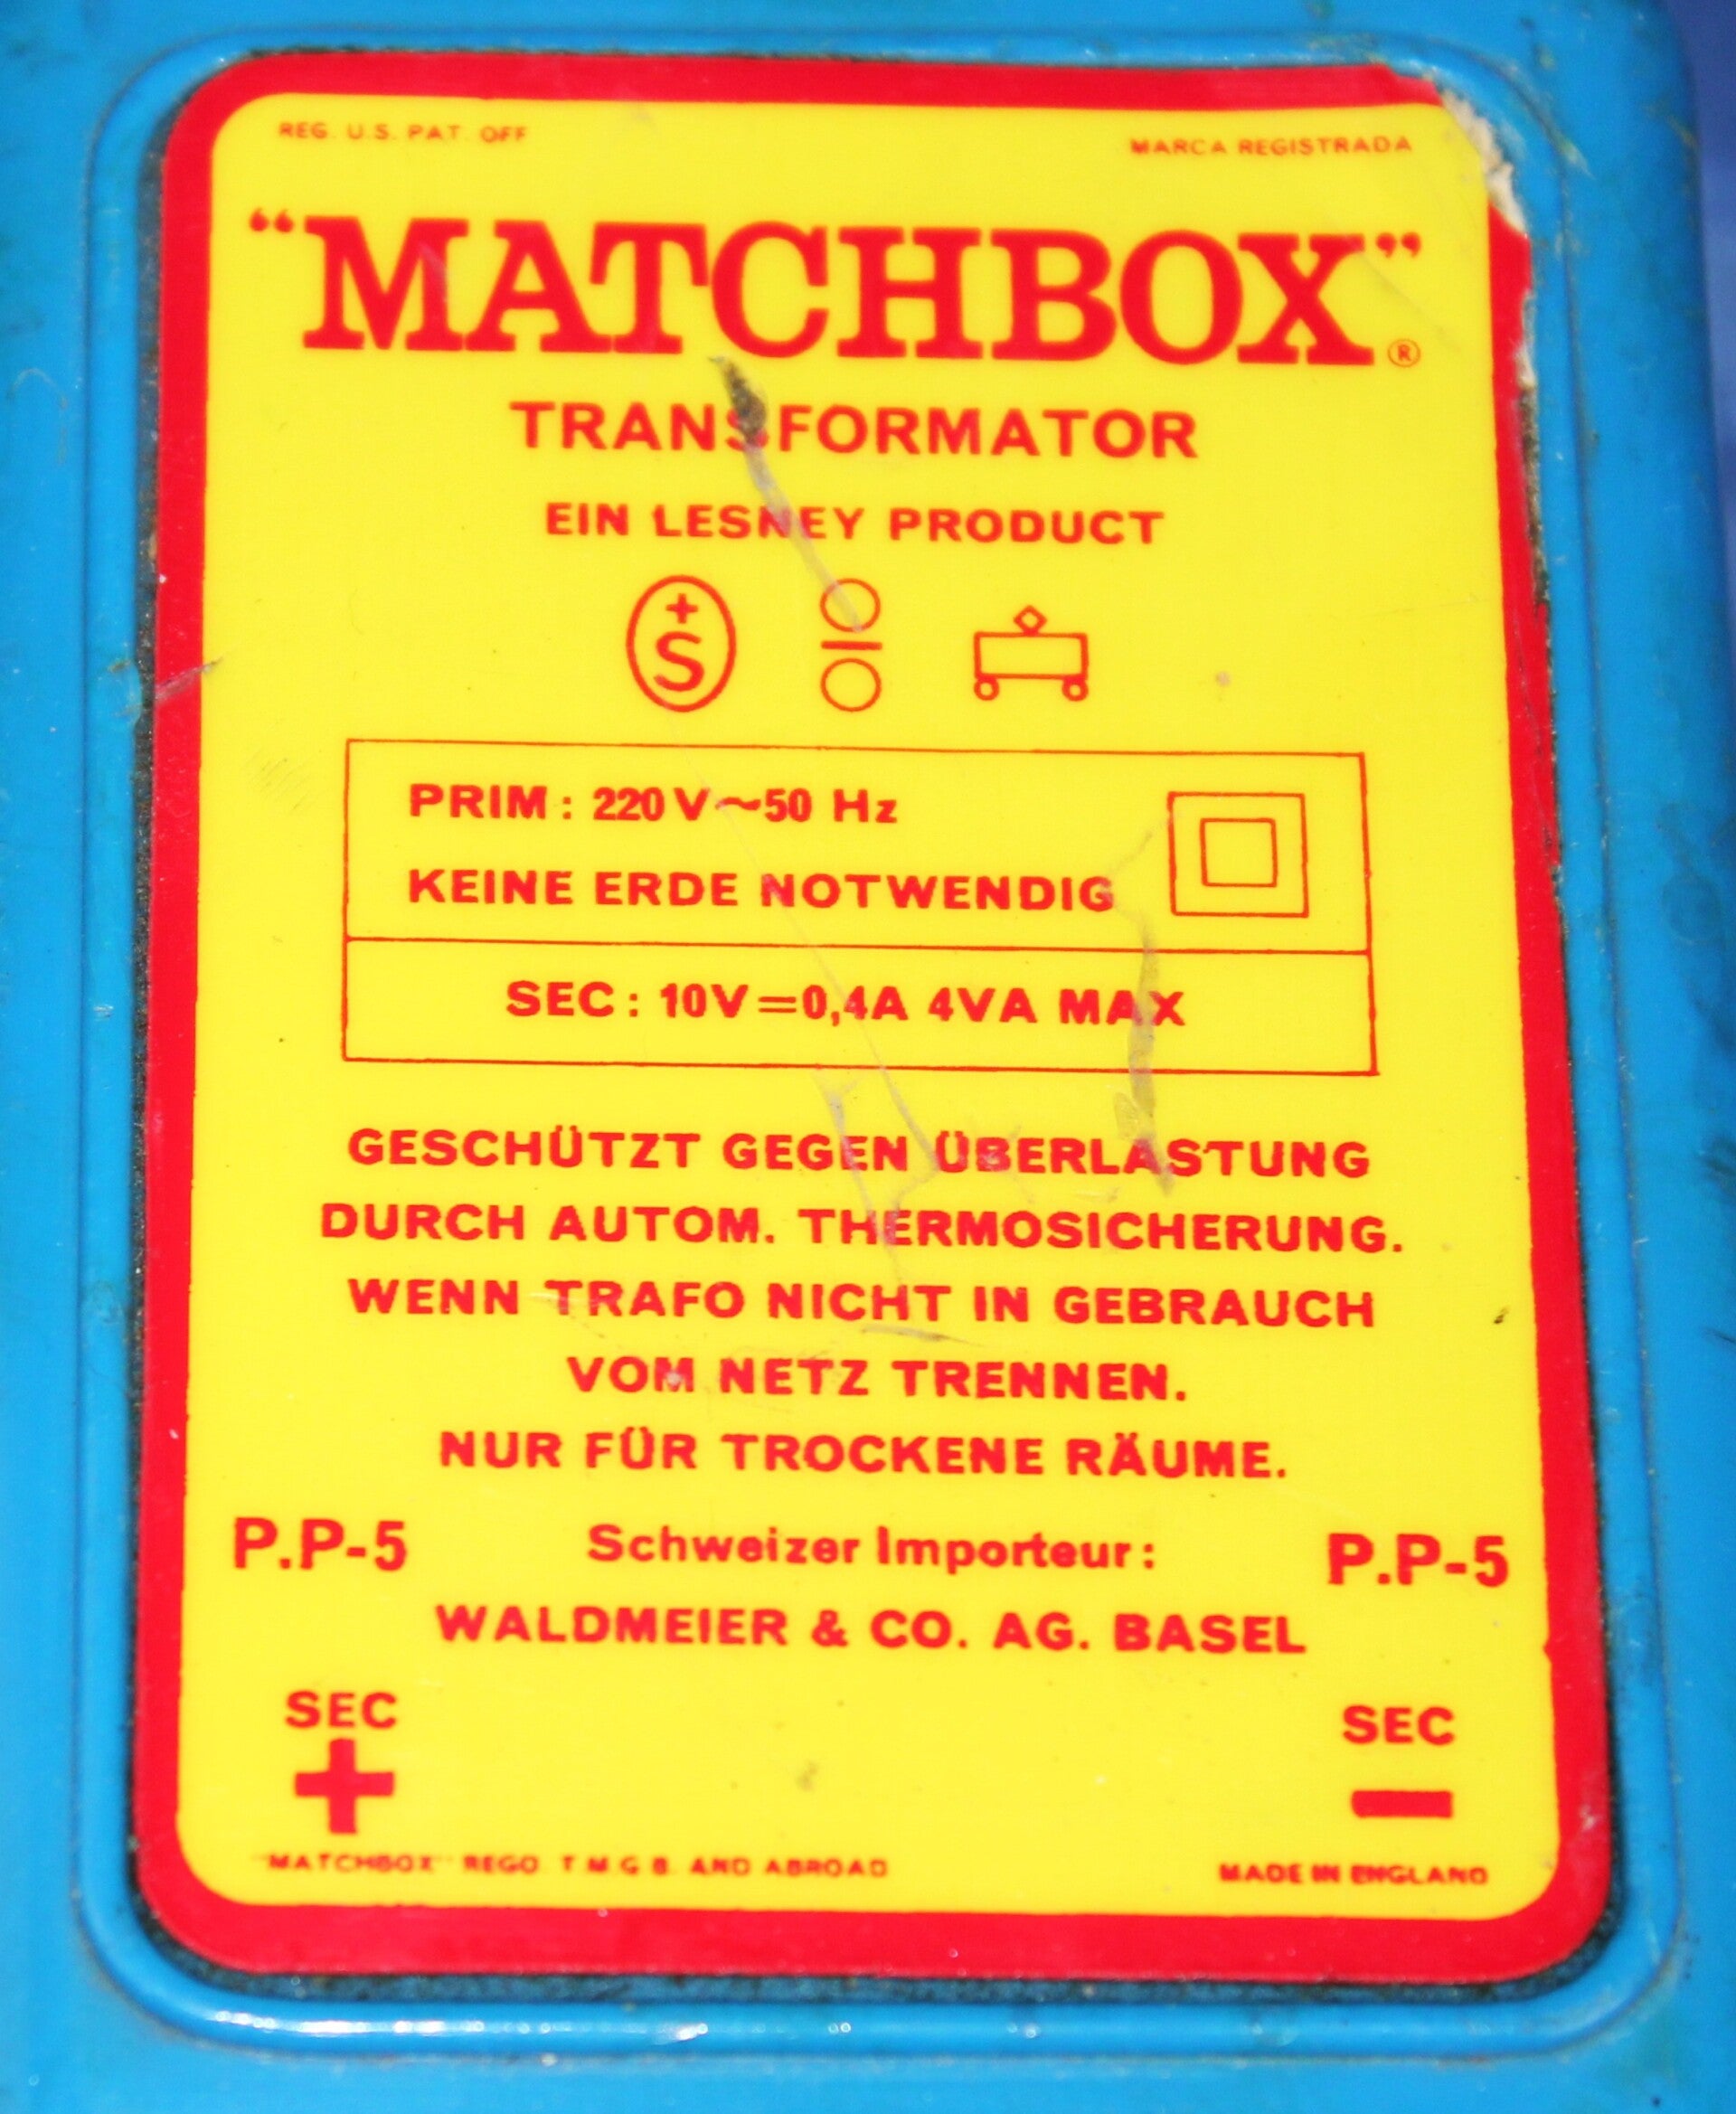 REG. U.S. PAT. OFF
MARCA REGISTRADA
“MATCHBOX”®
TRANSFORMATOR
EIN LESNEY PRODUCT
+
S
PRIM: 220V~50 Hz
KEINE ERDE NOTWENDIG
SEC: 10V=0,4A 4VA MAX
GESCHÜTZT GEGEN ÜBERLASTUNG
DURCH AUTOM. THERMOSICHERUNG.
WENN TRAFO NICHT IN GEBRAUCH
VOM NETZ TRENNEN.
NUR FÜR TROCKENE RÄUME.
P.P-5 Schweizer Importeur: P.P-5
WALDMEIER & CO. AG. BASEL
SEC SEC
+ −
"MATCHBOX" REGD. T M G B. AND ABROAD
MADE IN ENGLAND